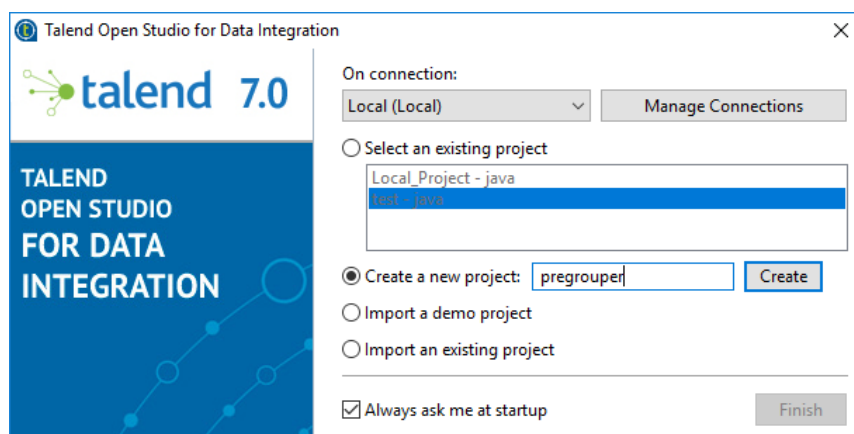 Talend Open Studio for Data Integration
talend 7.0
TALEND
OPEN STUDIO
FOR DATA
INTEGRATION
On connection:
Local (Local)
Manage Connections
Select an existing project
Local_Project - java
test - java
Create a new project:
pregrouper
Create
Import a demo project
Import an existing project
Always ask me at startup
Finish